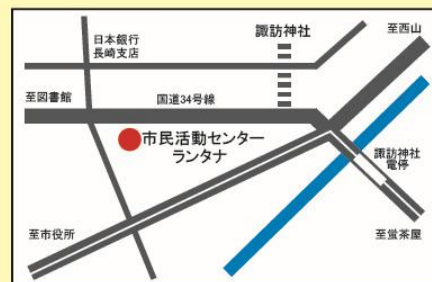 日本銀行
長崎支店
諏訪神社
至西山
至図書館
国道34号線
市民活動センター
ランタナ
諏訪神社
電停
至市役所
至蛍茶屋